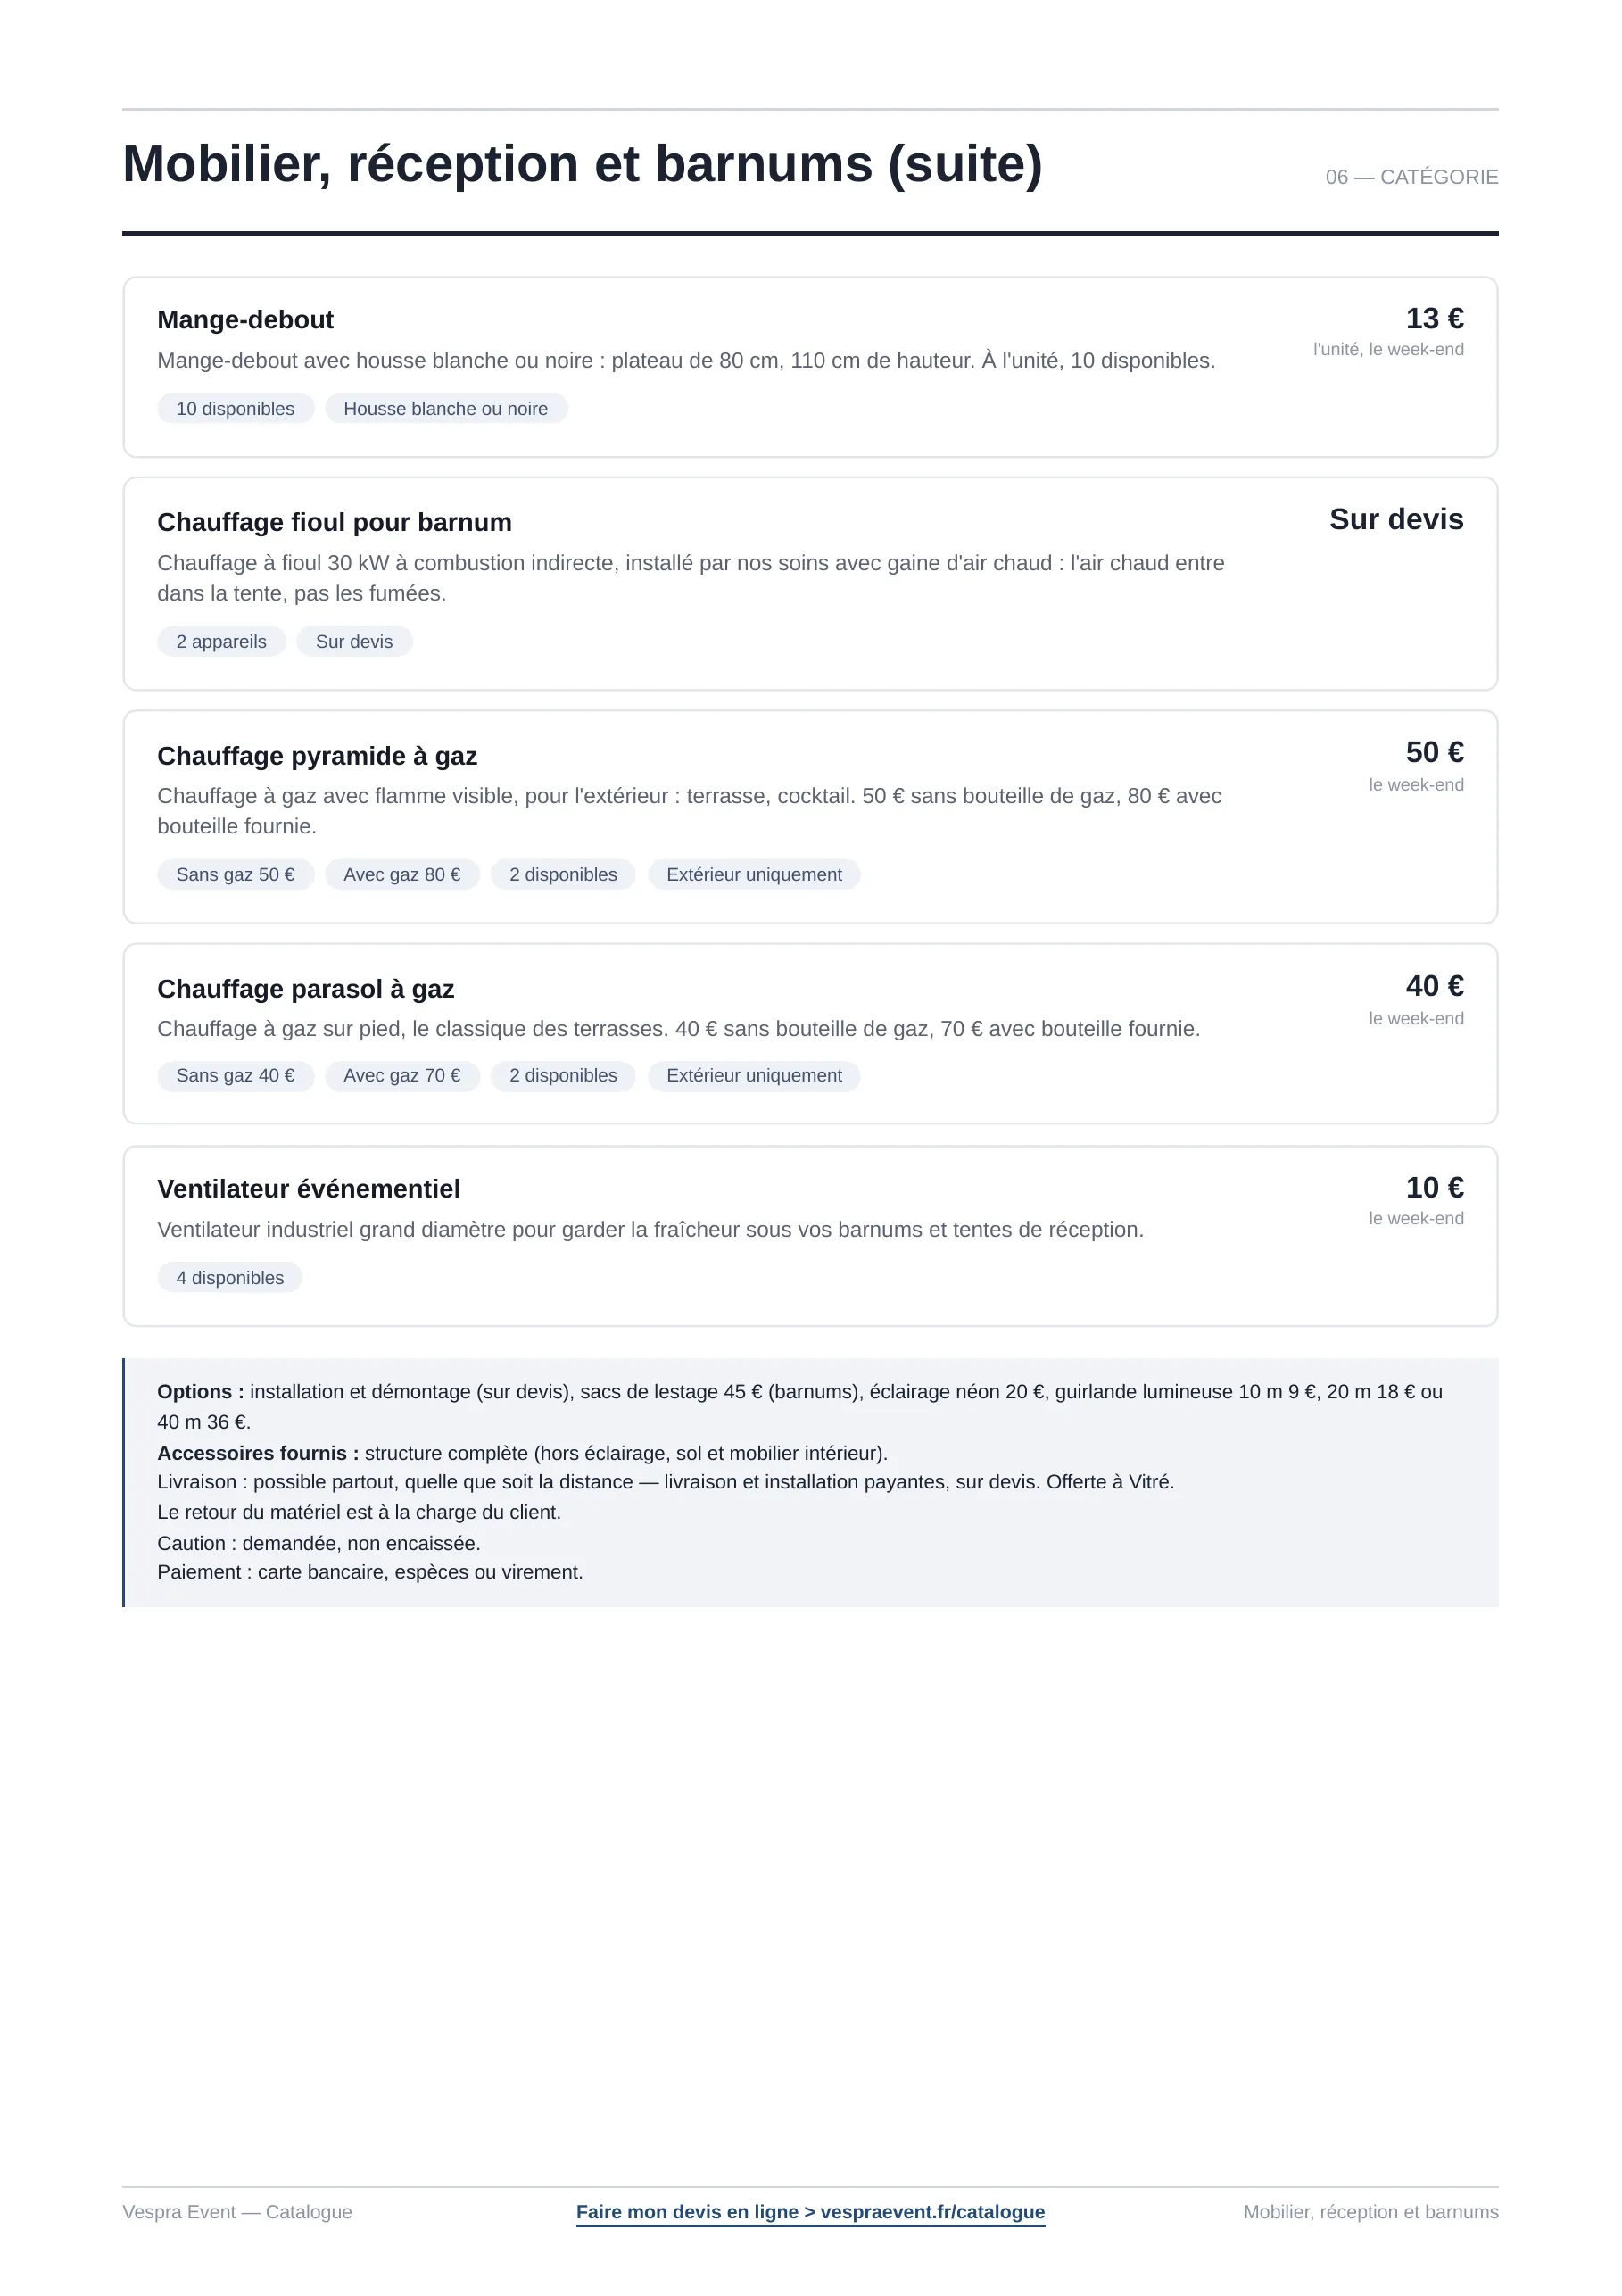 Mobilier, réception et barnums (suite)
06 — CATÉGORIE
Mange-debout
13 €
l'unité, le week-end
Mange-debout avec housse blanche ou noire : plateau de 80 cm, 110 cm de hauteur. À l'unité, 10 disponibles.
10 disponibles
Housse blanche ou noire
Chauffage fioul pour barnum
Sur devis
Chauffage à fioul 30 kW à combustion indirecte, installé par nos soins avec gaine d'air chaud : l'air chaud entre
dans la tente, pas les fumées.
2 appareils
Sur devis
Chauffage pyramide à gaz
50 €
le week-end
Chauffage à gaz avec flamme visible, pour l'extérieur : terrasse, cocktail. 50 € sans bouteille de gaz, 80 € avec
bouteille fournie.
Sans gaz 50 €
Avec gaz 80 €
2 disponibles
Extérieur uniquement
Chauffage parasol à gaz
40 €
le week-end
Chauffage à gaz sur pied, le classique des terrasses. 40 € sans bouteille de gaz, 70 € avec bouteille fournie.
Sans gaz 40 €
Avec gaz 70 €
2 disponibles
Extérieur uniquement
Ventilateur événementiel
10 €
le week-end
Ventilateur industriel grand diamètre pour garder la fraîcheur sous vos barnums et tentes de réception.
4 disponibles
Options : installation et démontage (sur devis), sacs de lestage 45 € (barnums), éclairage néon 20 €, guirlande lumineuse 10 m 9 €, 20 m 18 € ou
40 m 36 €.
Accessoires fournis : structure complète (hors éclairage, sol et mobilier intérieur).
Livraison : possible partout, quelle que soit la distance — livraison et installation payantes, sur devis. Offerte à Vitré.
Le retour du matériel est à la charge du client.
Caution : demandée, non encaissée.
Paiement : carte bancaire, espèces ou virement.
Vespra Event — Catalogue
Faire mon devis en ligne > vespraevent.fr/catalogue
Mobilier, réception et barnums